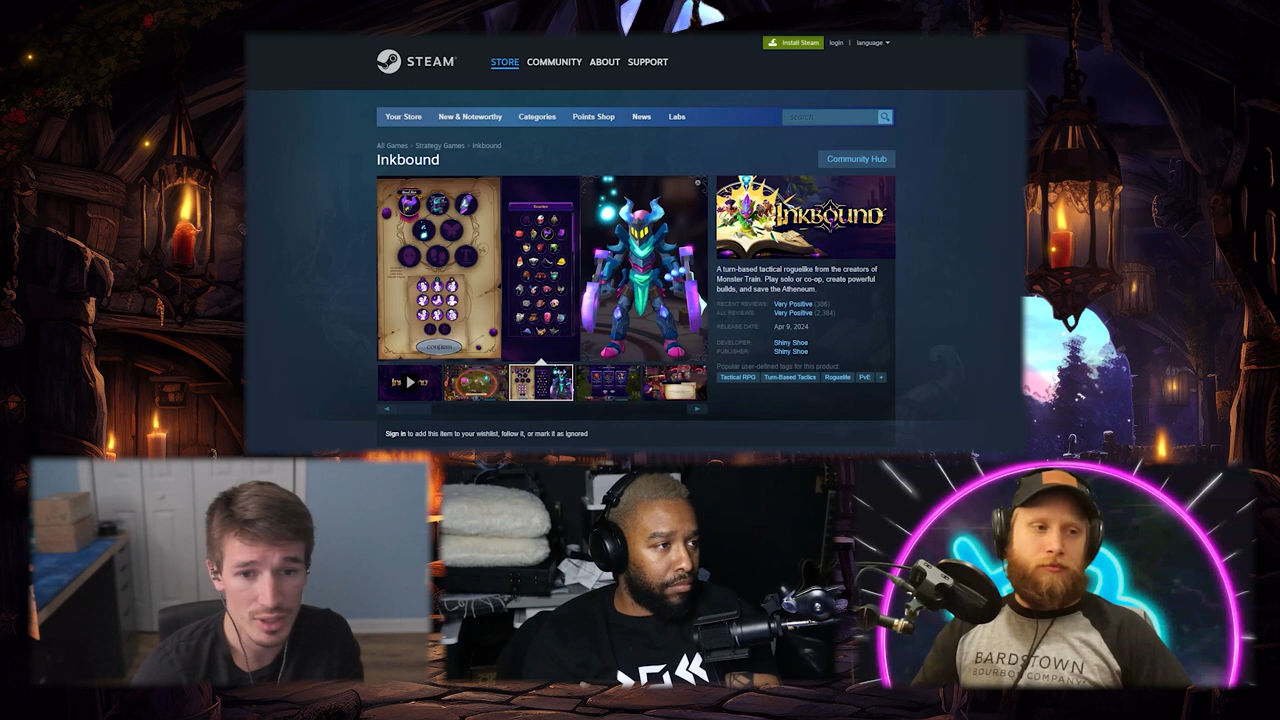 Install Steam
login | language
STEAM
STORE COMMUNITY ABOUT SUPPORT
Your Store New & Noteworthy Categories Points Shop News Labs
search
All Games > Strategy Games > Inkbound
Inkbound
Community Hub
INKBOUND
A turn-based tactical roguelike from the creators of
Monster Train. Play solo or co-op, create powerful
builds, and save the Atheneum.
RECENT REVIEWS: Very Positive (386)
ALL REVIEWS: Very Positive (2,384)
RELEASE DATE: Apr 9, 2024
DEVELOPER: Shiny Shoe
PUBLISHER: Shiny Shoe
Popular user-defined tags for this product:
Tactical RPG Turn-Based Tactics Roguelite PvE +
Confirm
Sign in to add this item to your wishlist, follow it, or mark it as ignored
BARDSTOWN
BOURBON COMPANY